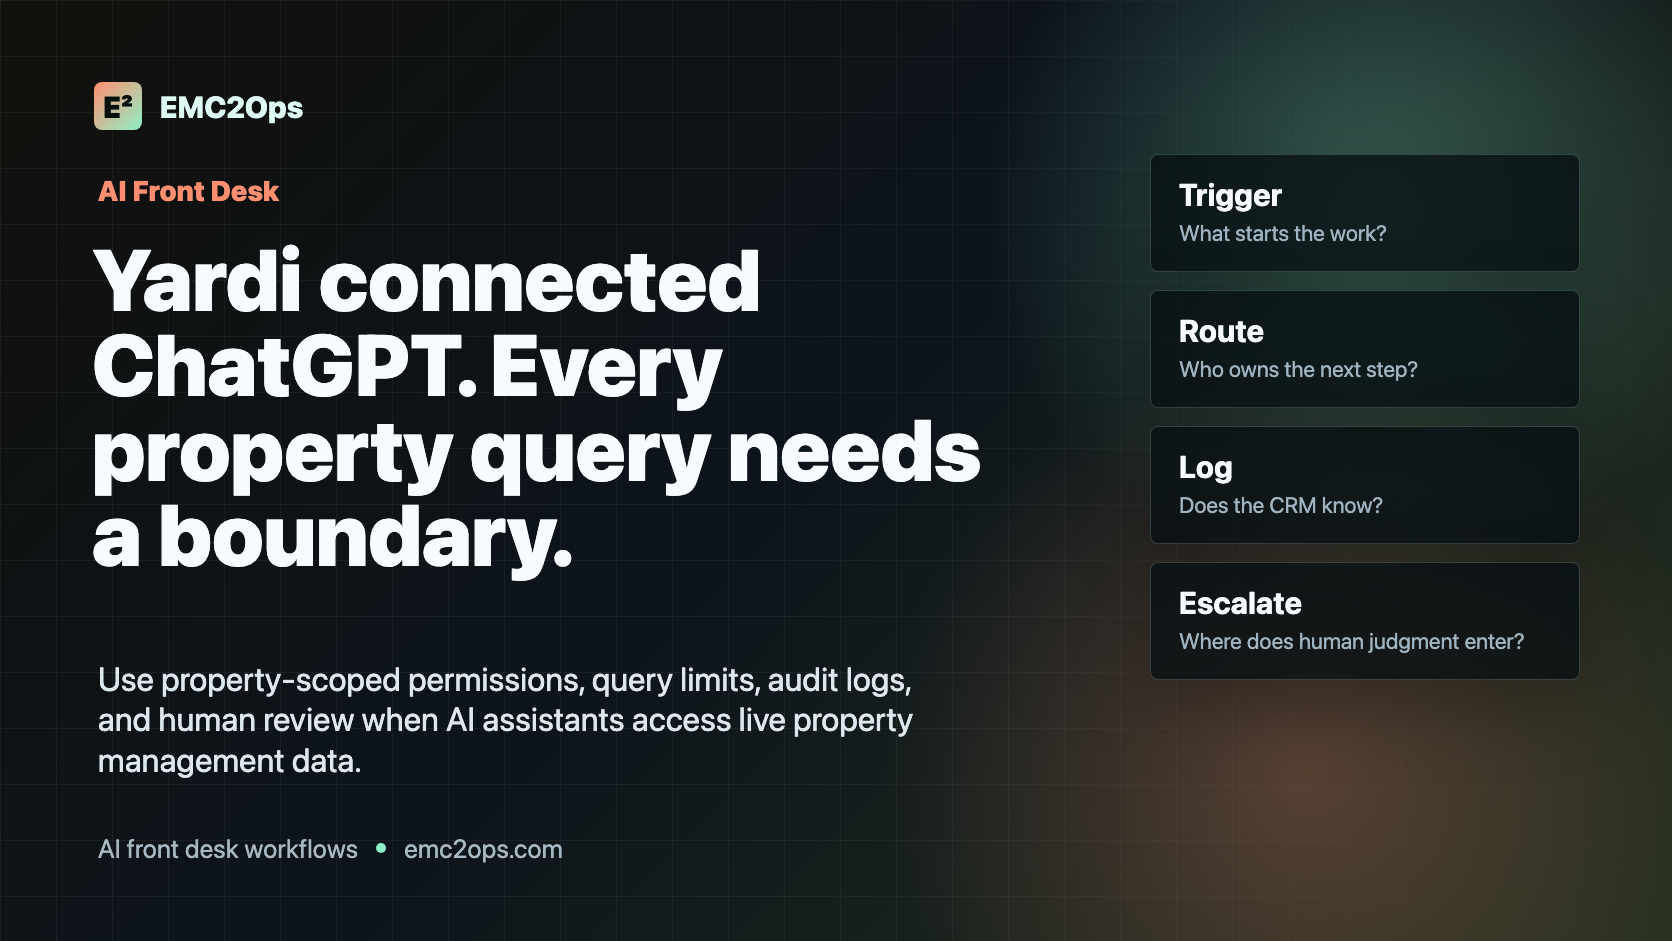 E²
EMC2Ops
AI Front Desk
Yardi connected
ChatGPT. Every
property query needs
a boundary.
Use property-scoped permissions, query limits, audit logs,
and human review when AI assistants access live property
management data.
AI front desk workflows • emc2ops.com
Trigger
What starts the work?
Route
Who owns the next step?
Log
Does the CRM know?
Escalate
Where does human judgment enter?